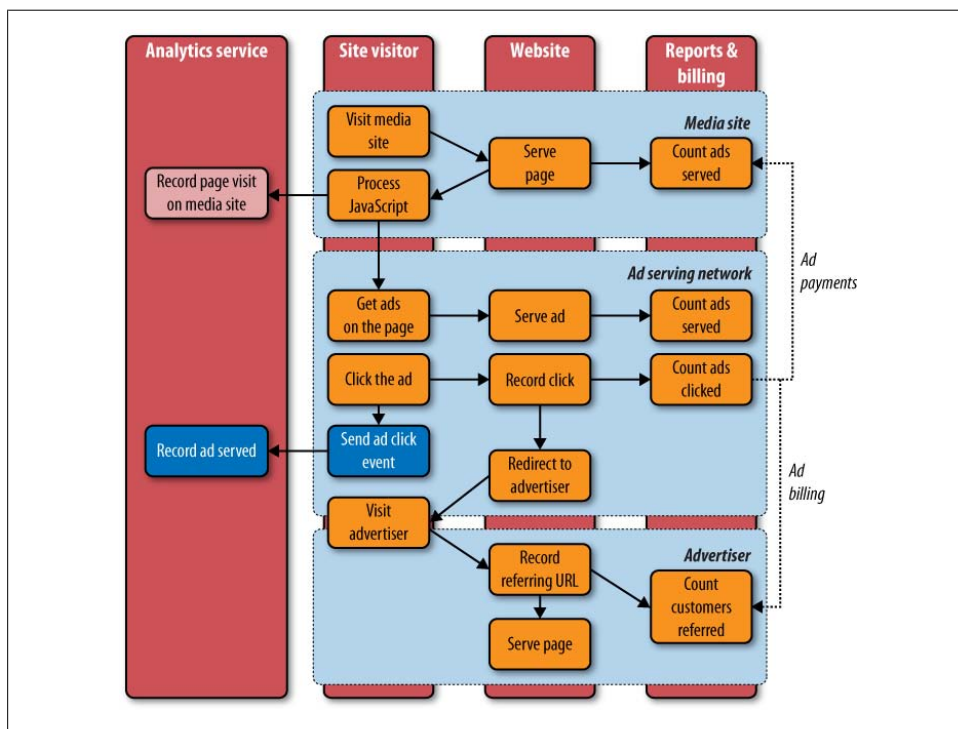 Analytics service
Site visitor
Website
Reports &
billing
Media site
Visit media
site
Serve
page
Count ads
served
Record page visit
on media site
Process
JavaScript
Ad
payments
Ad serving network
Get ads
on the page
Serve ad
Count ads
served
Click the ad
Record click
Count ads
clicked
Record ad served
Send ad click
event
Redirect to
advertiser
Ad
billing
Visit
advertiser
Advertiser
Record
referring URL
Count
customers
referred
Serve page